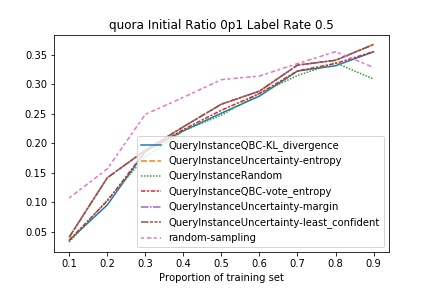 quora Initial Ratio 0p1 Label Rate 0.5
0.35
0.30
0.25
0.20
0.15
0.10
0.05
QueryInstanceQBC-KL_divergence
QueryInstanceUncertainty-entropy
QueryInstanceRandom
QueryInstanceQBC-vote_entropy
QueryInstanceUncertainty-margin
QueryInstanceUncertainty-least_confident
random-sampling
0.1 0.2 0.3 0.4 0.5 0.6 0.7 0.8 0.9
Proportion of training set